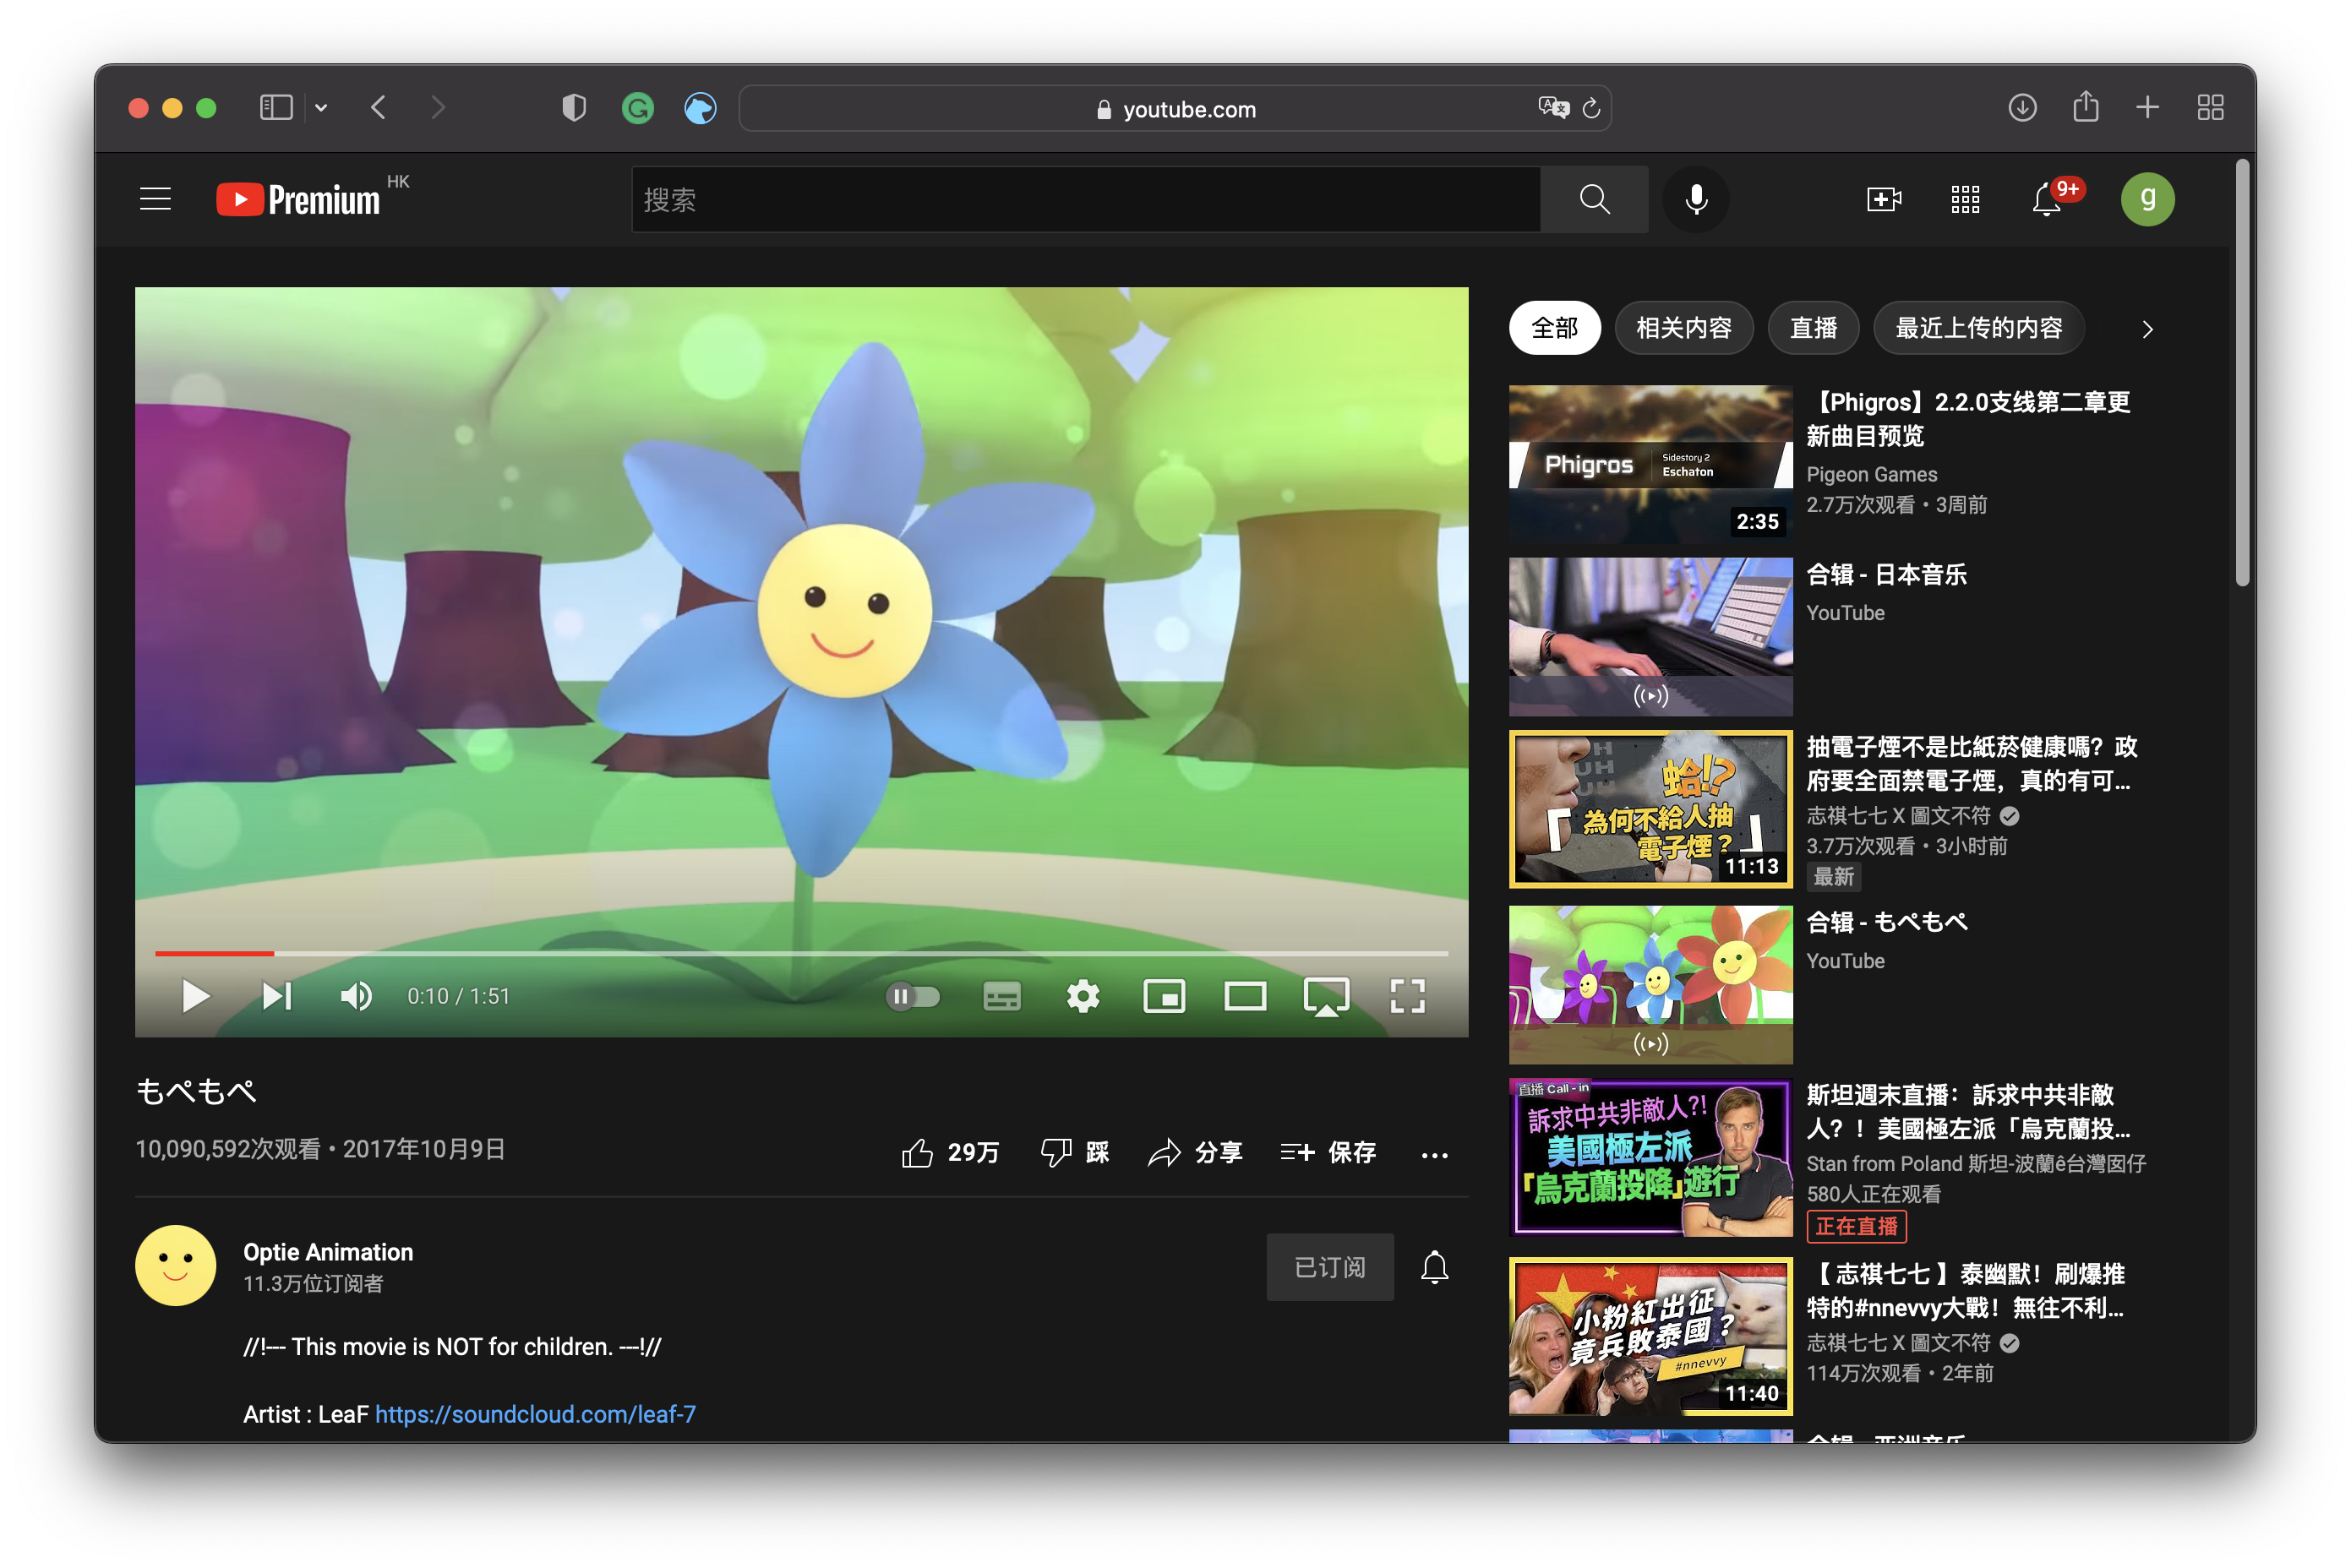 youtube.com
Premium HK
搜索
9+
g
全部
相关内容
直播
最近上传的内容
Phigros
Sidestory 2
Eschaton
2:35
【Phigros】2.2.0支线第二章更
新曲目预览
Pigeon Games
2.7万次观看・3周前
合辑 - 日本音乐
YouTube
蛤!?
「為何不給人抽
電子煙?」
11:13
抽電子煙不是比紙菸健康嗎？政
府要全面禁電子煙，真的有可...
志祺七七 X 圖文不符
3.7万次观看・3小时前
最新
合辑 - もぺもぺ
YouTube
直播 Call - in
訴求中共非敵人?!
美國極左派
「烏克蘭投降」遊行
斯坦週末直播：訴求中共非敵
人？！美國極左派「烏克蘭投...
Stan from Poland 斯坦-波蘭ê台灣囡仔
580人正在观看
正在直播
小粉紅出征
竟兵敗泰國?
#nnevvy
11:40
【 志祺七七 】泰幽默！刷爆推
特的#nnevvy大戰！無往不利...
志祺七七 X 圖文不符
114万次观看・2年前
0:10 / 1:51
もぺもぺ
10,090,592次观看・2017年10月9日
29万
踩
分享
保存
Optie Animation
11.3万位订阅者
已订阅
//!--- This movie is NOT for children. ---!//
Artist : LeaF https://soundcloud.com/leaf-7